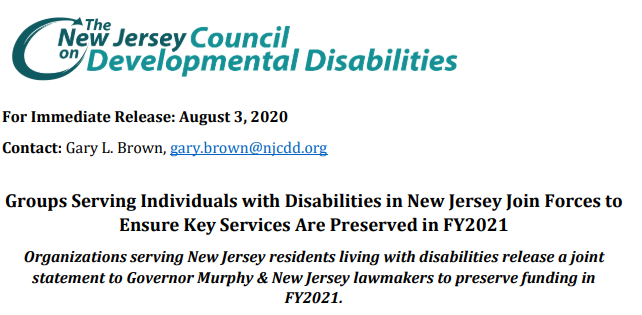 The
New Jersey Council
on Developmental Disabilities
For Immediate Release: August 3, 2020
Contact: Gary L. Brown, gary.brown@njcdd.org
Groups Serving Individuals with Disabilities in New Jersey Join Forces to
Ensure Key Services Are Preserved in FY2021
Organizations serving New Jersey residents living with disabilities release a joint
statement to Governor Murphy & New Jersey lawmakers to preserve funding in
FY2021.